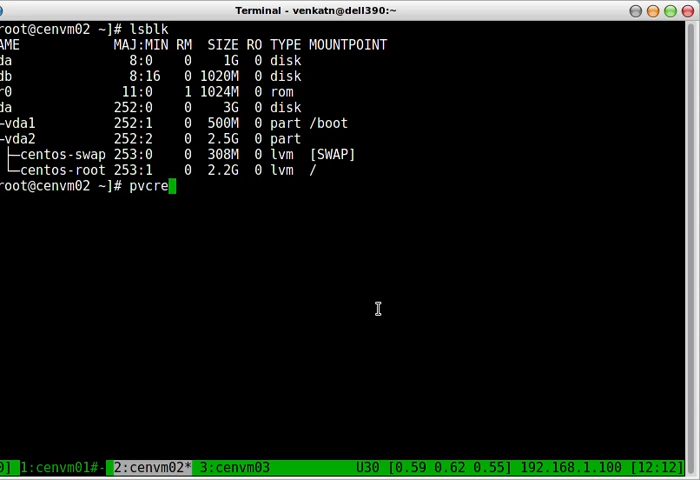 Terminal - venkatn@dell390:~
root@cenvm02 ~]# lsblk
AME MAJ:MIN RM SIZE RO TYPE MOUNTPOINT
da 8:0 0 1G 0 disk
db 8:16 0 1020M 0 disk
r0 11:0 1 1024M 0 rom
da 252:0 0 3G 0 disk
─vda1 252:1 0 500M 0 part /boot
─vda2 252:2 0 2.5G 0 part
├─centos-swap 253:0 0 308M 0 lvm [SWAP]
└─centos-root 253:1 0 2.2G 0 lvm /
root@cenvm02 ~]# pvcre
0] 1:cenvm01#- 2:cenvm02* 3:cenvm03 U30 [0.59 0.62 0.55] 192.168.1.100 [12:12]